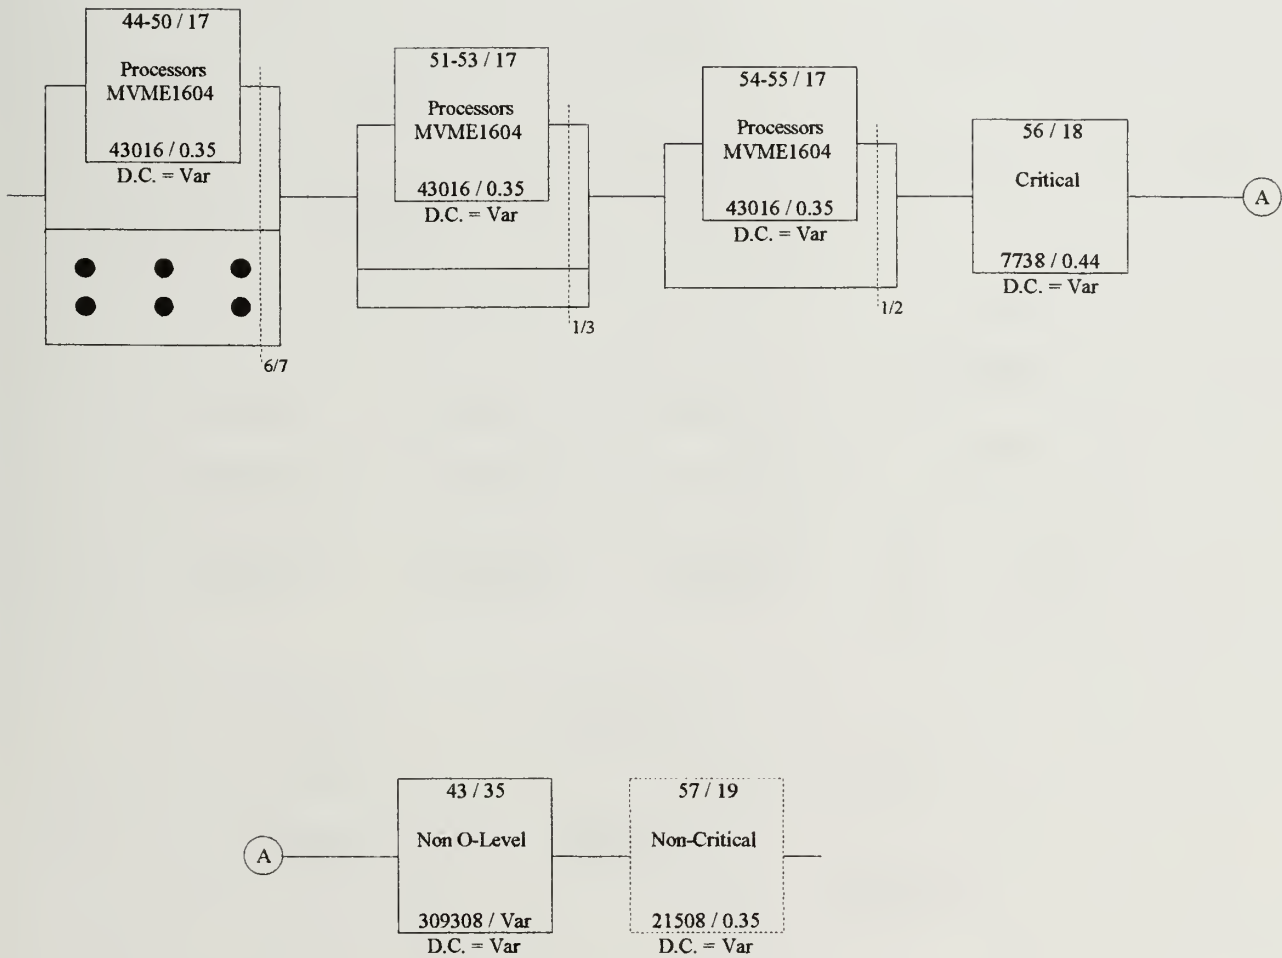 44-50 / 17
Processors
MVME1604
43016 / 0.35
D.C. = Var
6/7
51-53 / 17
Processors
MVME1604
43016 / 0.35
D.C. = Var
1/3
54-55 / 17
Processors
MVME1604
43016 / 0.35
D.C. = Var
1/2
56 / 18
Critical
7738 / 0.44
D.C. = Var
A
A
43 / 35
Non O-Level
309308 / Var
D.C. = Var
57 / 19
Non-Critical
21508 / 0.35
D.C. = Var